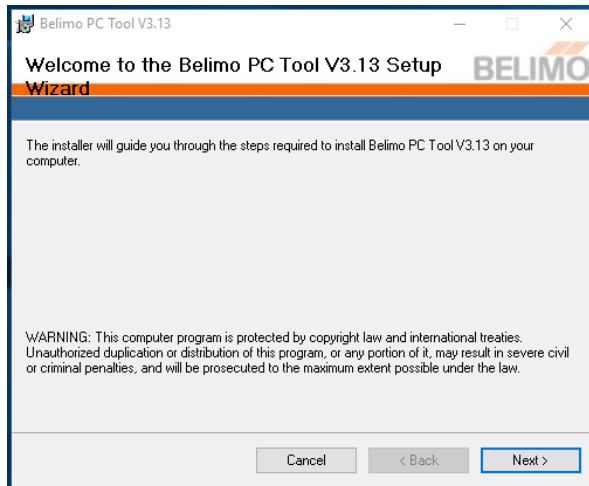 Belimo PC Tool V3.13
Welcome to the Belimo PC Tool V3.13 Setup
Wizard
BELIMO
The installer will guide you through the steps required to install Belimo PC Tool V3.13 on your
computer.
WARNING: This computer program is protected by copyright law and international treaties.
Unauthorized duplication or distribution of this program, or any portion of it, may result in severe civil
or criminal penalties, and will be prosecuted to the maximum extent possible under the law.
Cancel
< Back
Next >